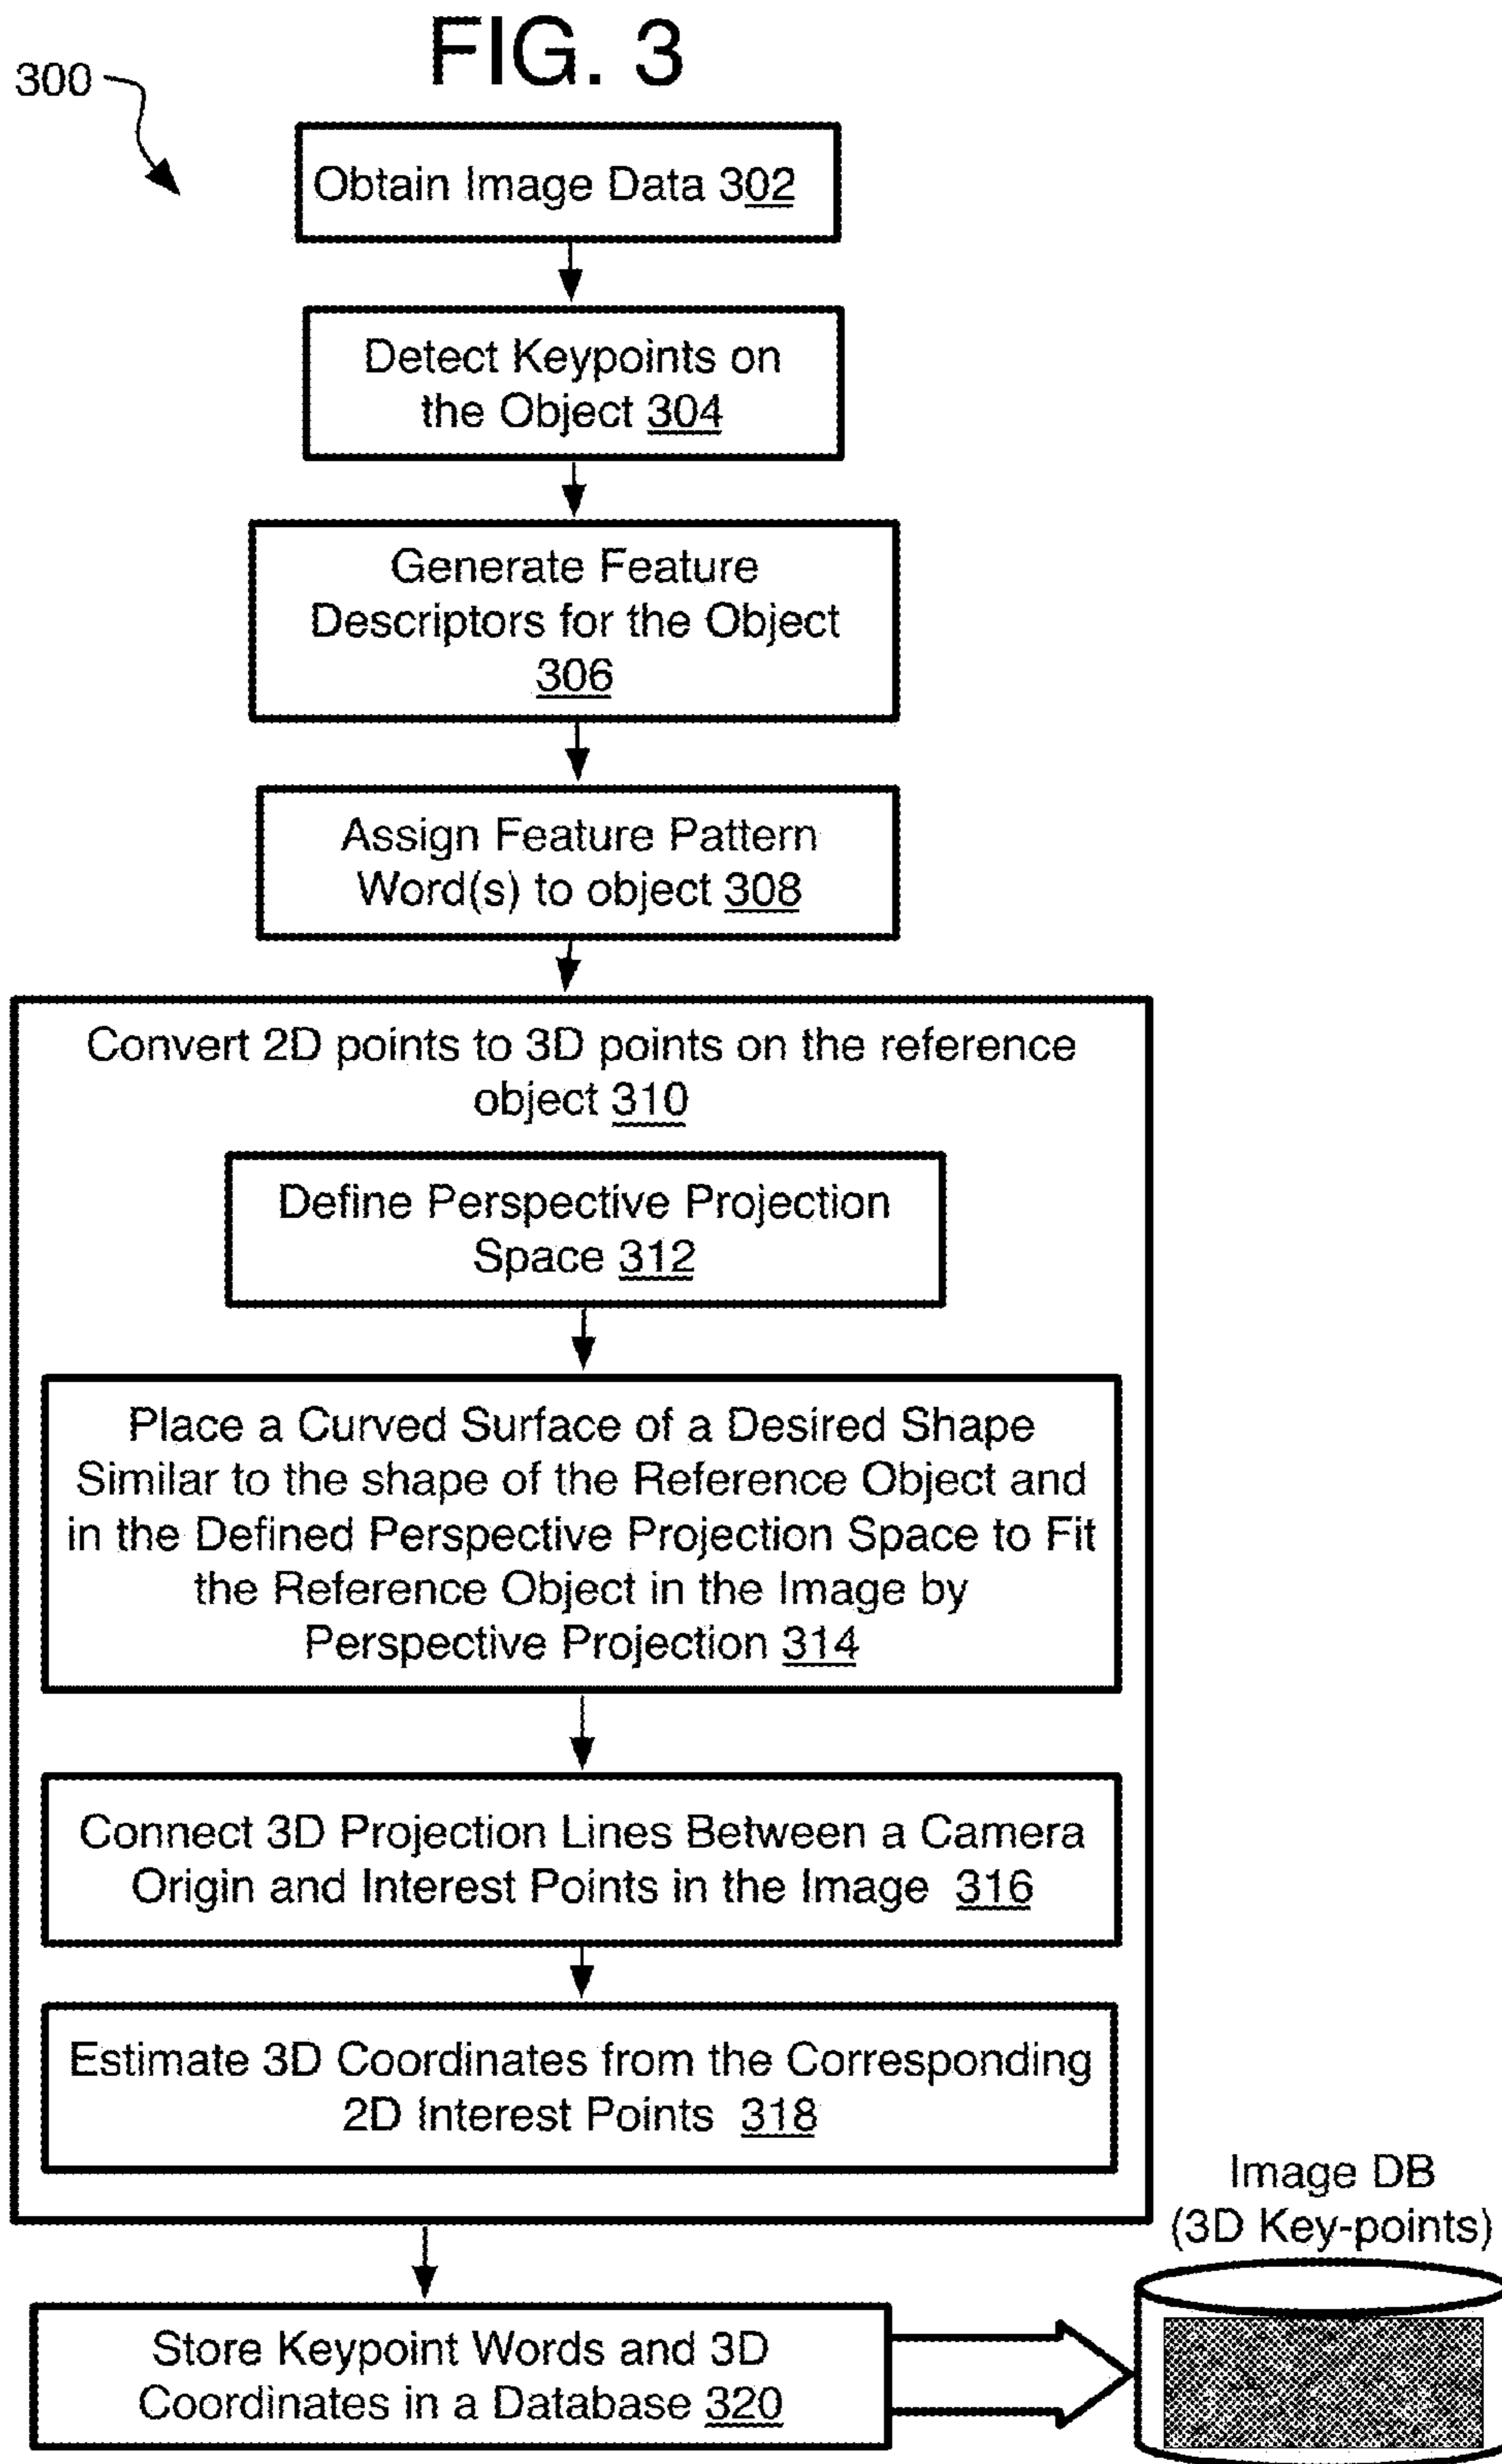 FIG. 3
300
Obtain Image Data 302
Detect Keypoints on
the Object 304
Generate Feature
Descriptors for the Object
306
Assign Feature Pattern
Word(s) to object 308
Convert 2D points to 3D points on the reference
object 310
Define Perspective Projection
Space 312
Place a Curved Surface of a Desired Shape
Similar to the shape of the Reference Object and
in the Defined Perspective Projection Space to Fit
the Reference Object in the Image by
Perspective Projection 314
Connect 3D Projection Lines Between a Camera
Origin and Interest Points in the Image 316
Estimate 3D Coordinates from the Corresponding
2D Interest Points 318
Image DB
(3D Key-points)
Store Keypoint Words and 3D
Coordinates in a Database 320